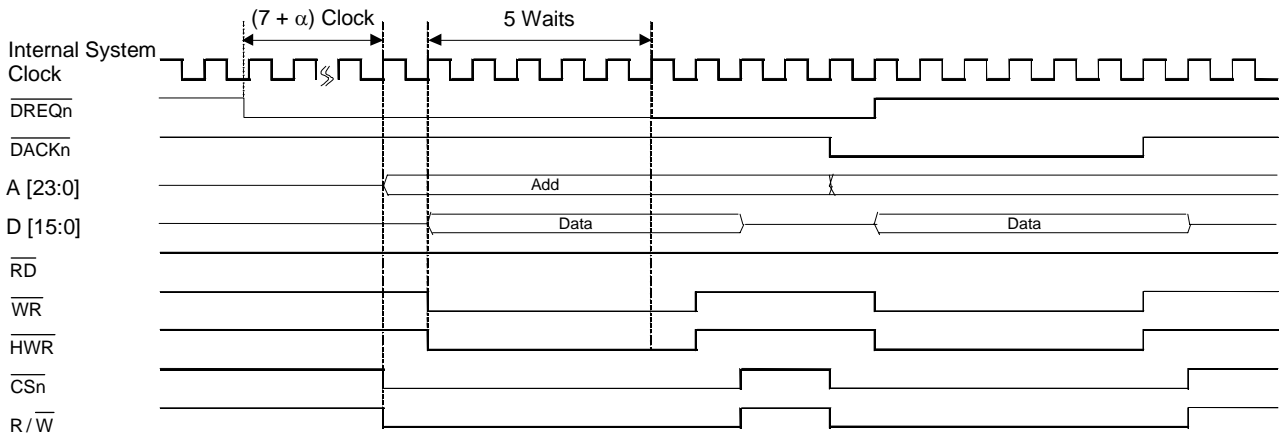 (7 + α) Clock
5 Waits
Internal System
Clock
DREQn
DACKn
A [23:0]
Add
D [15:0]
Data
Data
RD
WR
HWR
CSn
R / W